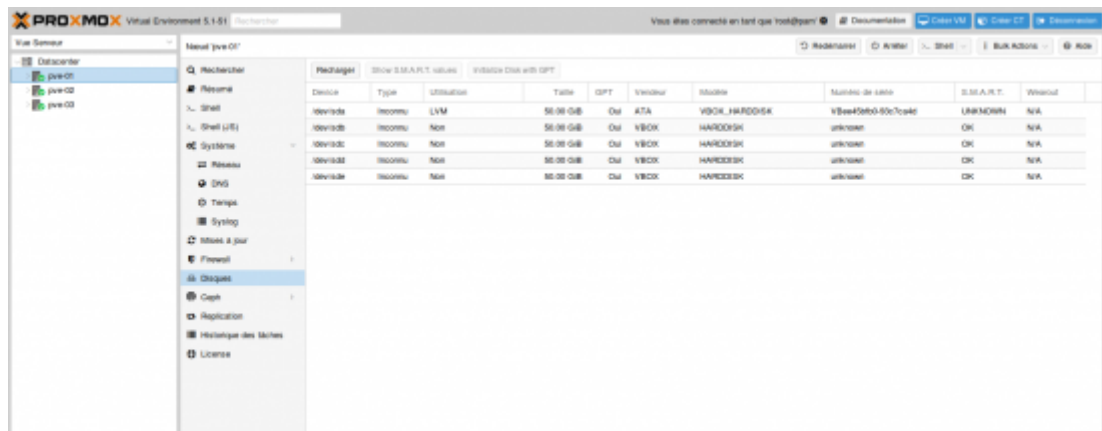 PROXMOX Virtual Environment 5.1-51 Rechercher Vous êtes connecté en tant que 'root@pam' Documentation Créer VM Créer CT Déconnexion
Vue Serveur Noeud 'pve-01' Redémarrer Arrêter Shell Bulk Actions Aide
Datacenter
pve-01
pve-02
pve-03
Rechercher
Résumé
Shell
Shell (JS)
Système
Réseau
DNS
Temps
Syslog
Mises à jour
Firewall
Disques
Ceph
Replication
Historique des tâches
License
Recharger Show S.M.A.R.T. values Initialize Disk with GPT
Device Type Utilisation Taille GPT Vendeur Modèle Numéro de série S.M.A.R.T. Wearout
/dev/sda Inconnu LVM 50.00 GiB Oui ATA VBOX_HARDDISK UNKNOWN N/A
/dev/sdb Inconnu Non 50.00 GiB Oui VBOX HARDDISK unknown OK N/A
/dev/sdc Inconnu Non 50.00 GiB Oui VBOX HARDDISK unknown OK N/A
/dev/sdd Inconnu Non 50.00 GiB Oui VBOX HARDDISK unknown OK N/A
/dev/sde Inconnu Non 50.00 GiB Oui VBOX HARDDISK unknown OK N/A